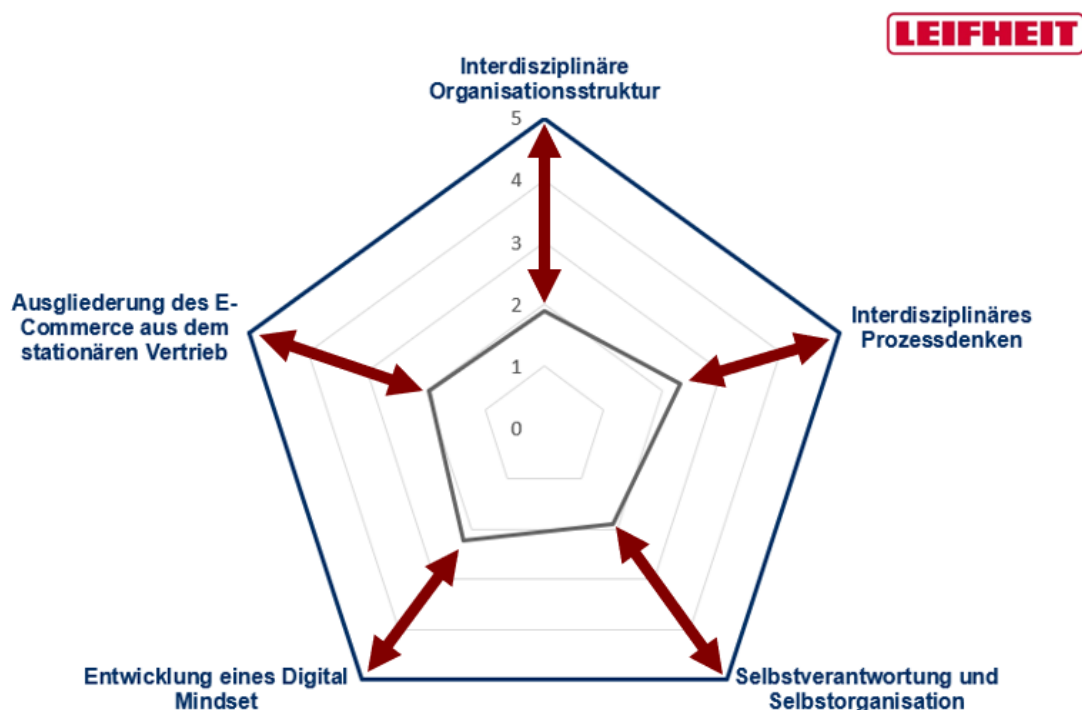 LEIFHEIT
Interdisziplinäre
Organisationsstruktur
5
4
3
2
1
0
Interdisziplinäres
Prozessdenken
Selbstverantwortung und
Selbstorganisation
Entwicklung eines Digital
Mindset
Ausgliederung des E-
Commerce aus dem
stationären Vertrieb